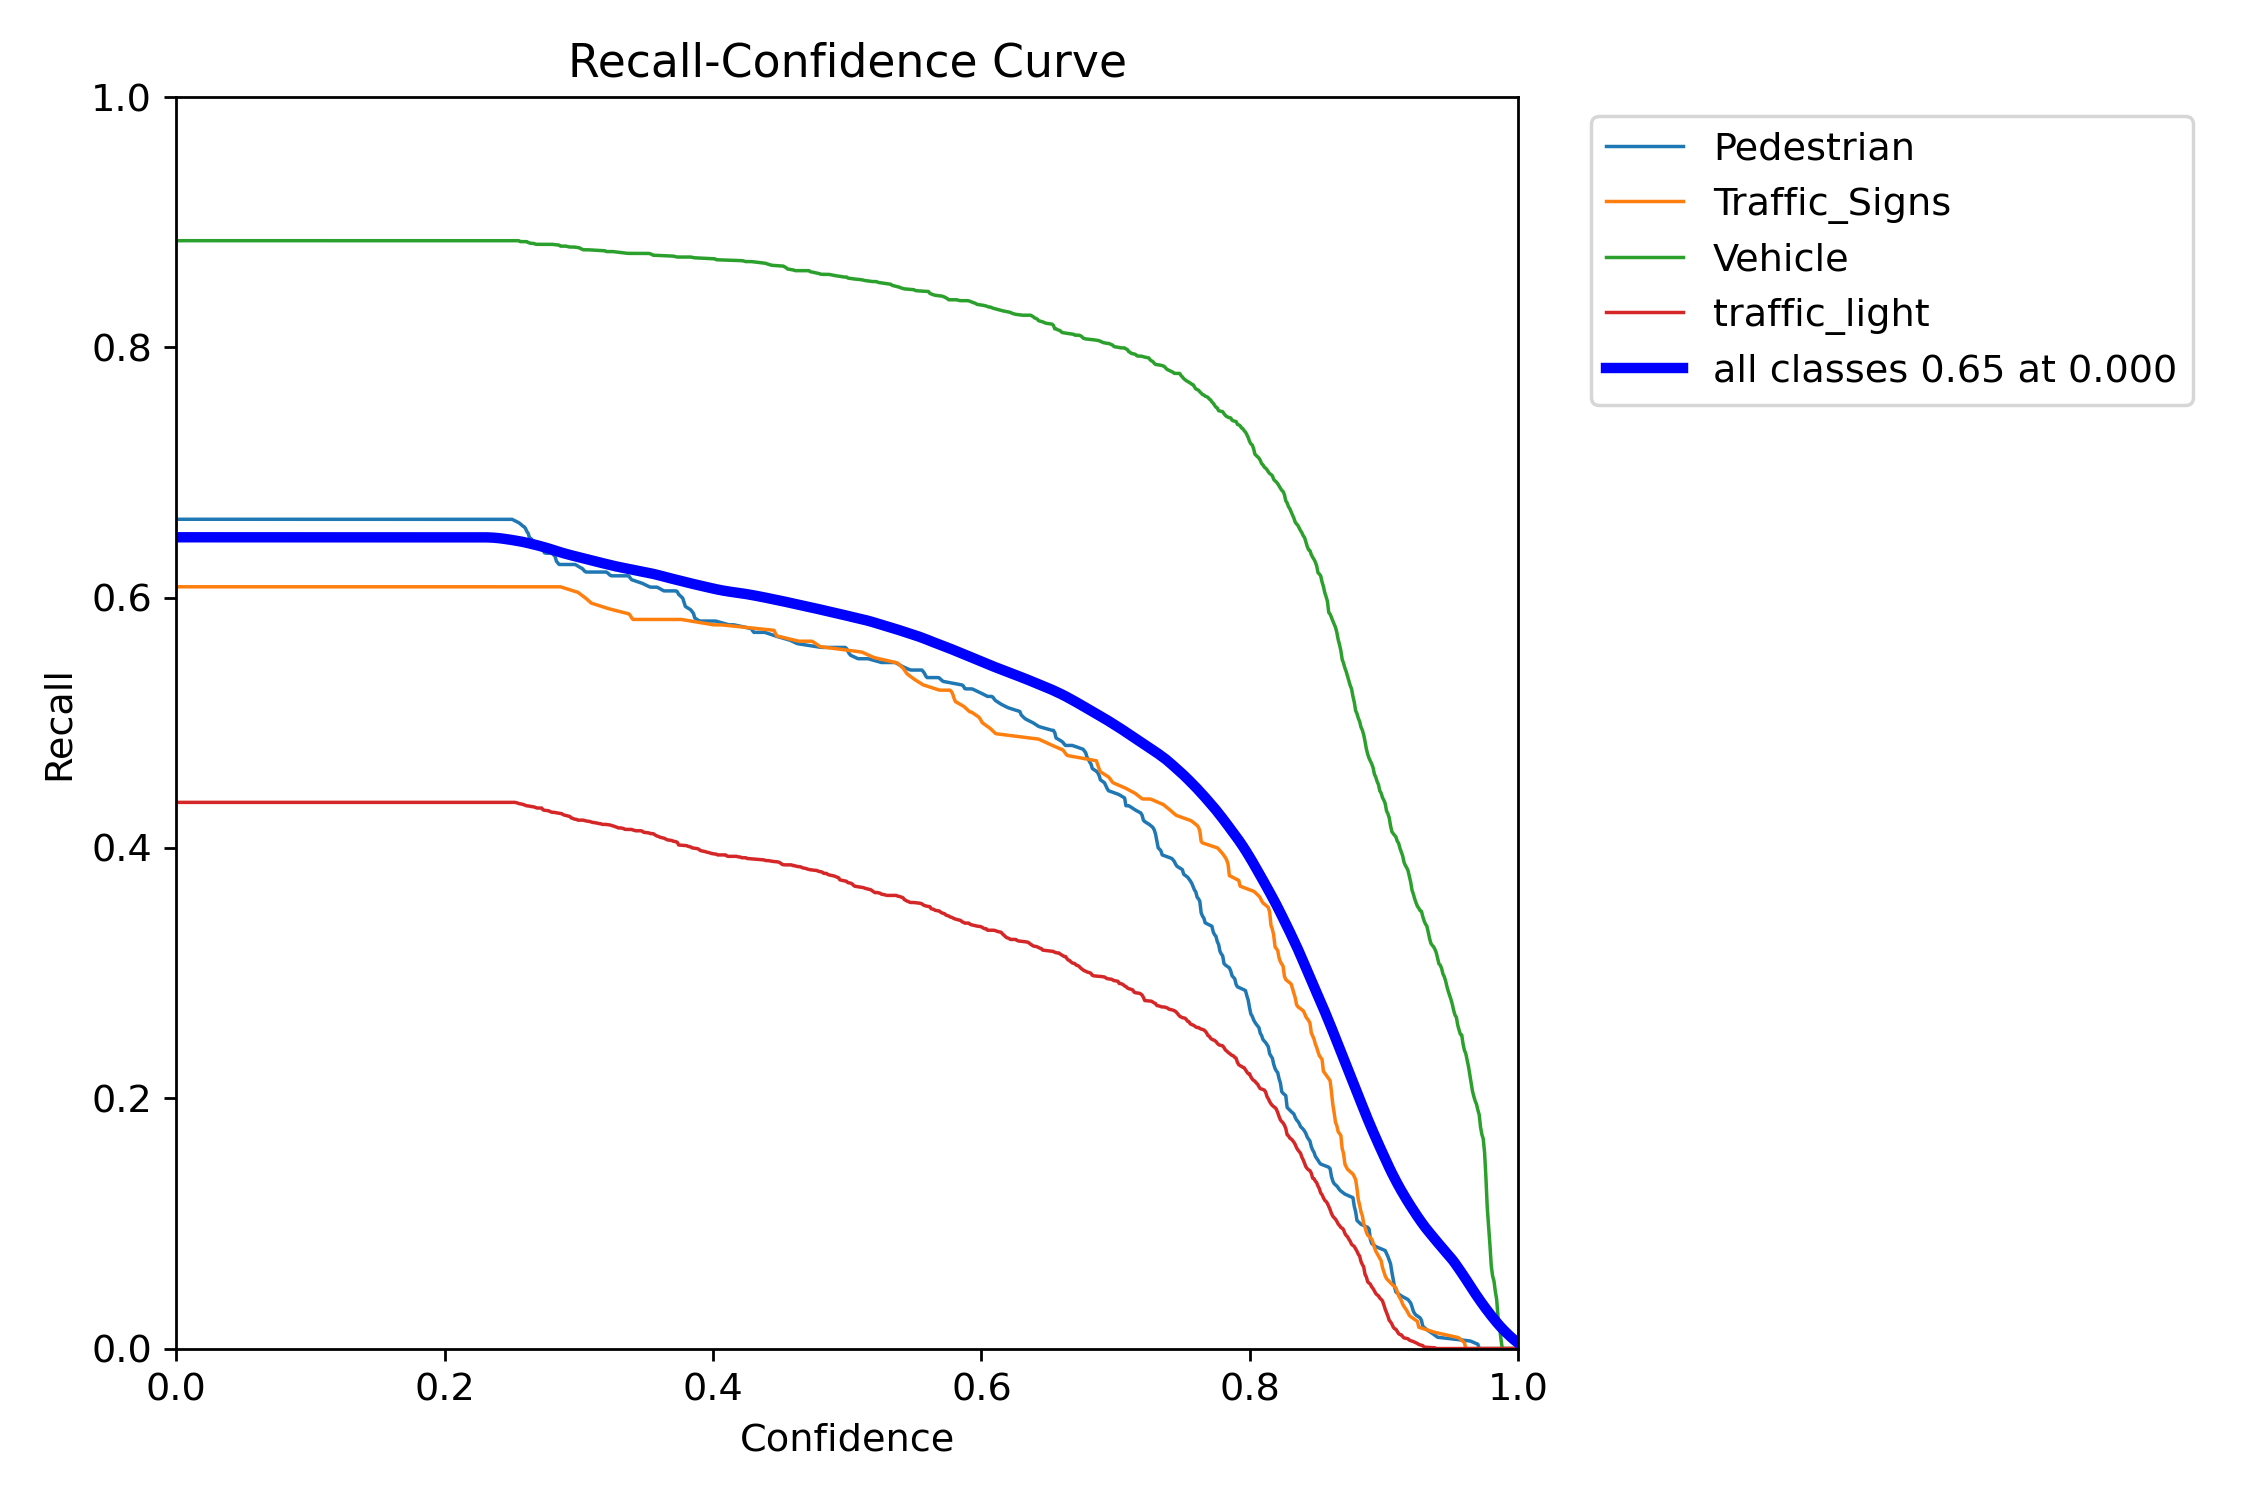 Recall-Confidence Curve
1.0
0.8
0.6
0.4
0.2
0.0
Recall
0.0 0.2 0.4 0.6 0.8 1.0
Confidence
Pedestrian
Traffic_Signs
Vehicle
traffic_light
all classes 0.65 at 0.000